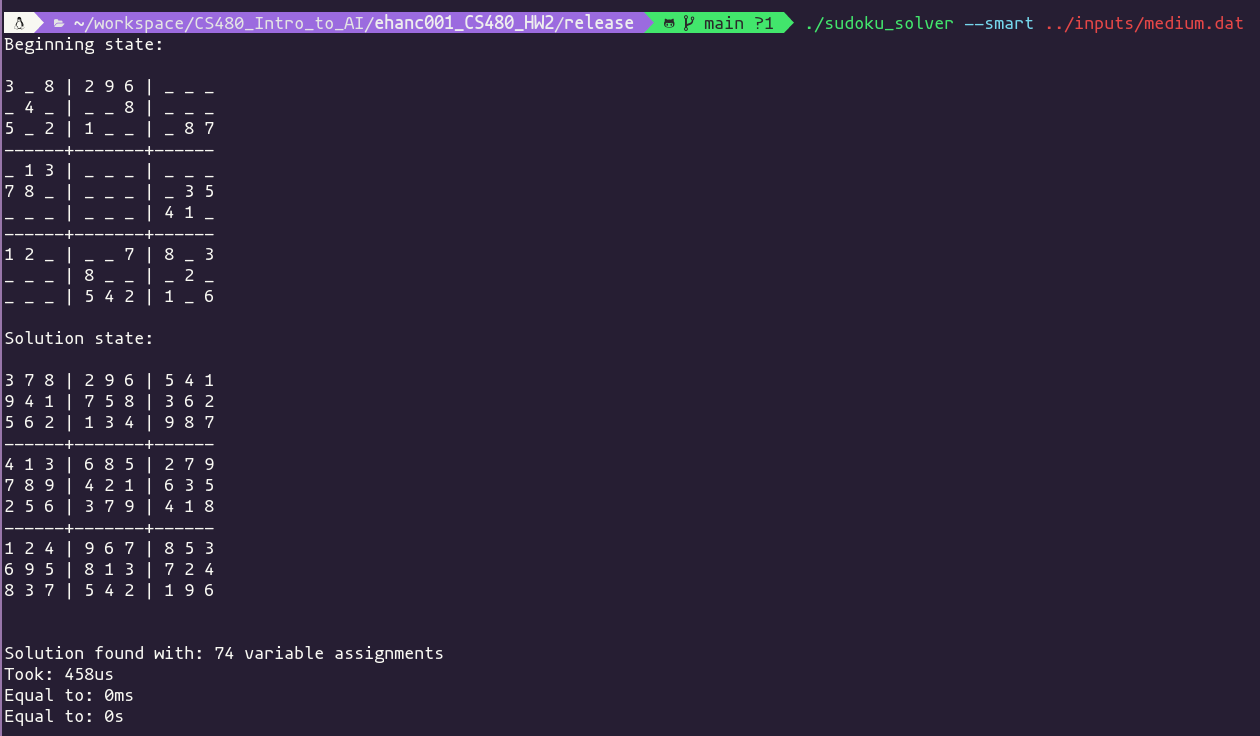 ~/workspace/CS480_Intro_to_AI/ehanc001_CS480_HW2/release main ?1 ./sudoku_solver --smart ../inputs/medium.dat
Beginning state:
3 _ 8 | 2 9 6 | _ _ _
_ 4 _ | _ _ 8 | _ _ _
5 _ 2 | 1 _ _ | _ 8 7
------+-------+------
_ 1 3 | _ _ _ | _ _ _
7 8 _ | _ _ _ | _ 3 5
_ _ _ | _ _ _ | 4 1 _
------+-------+------
1 2 _ | _ _ 7 | 8 _ 3
_ _ _ | 8 _ _ | _ 2 _
_ _ _ | 5 4 2 | 1 _ 6
Solution state:
3 7 8 | 2 9 6 | 5 4 1
9 4 1 | 7 5 8 | 3 6 2
5 6 2 | 1 3 4 | 9 8 7
------+-------+------
4 1 3 | 6 8 5 | 2 7 9
7 8 9 | 4 2 1 | 6 3 5
2 5 6 | 3 7 9 | 4 1 8
------+-------+------
1 2 4 | 9 6 7 | 8 5 3
6 9 5 | 8 1 3 | 7 2 4
8 3 7 | 5 4 2 | 1 9 6
Solution found with: 74 variable assignments
Took: 458us
Equal to: 0ms
Equal to: 0s